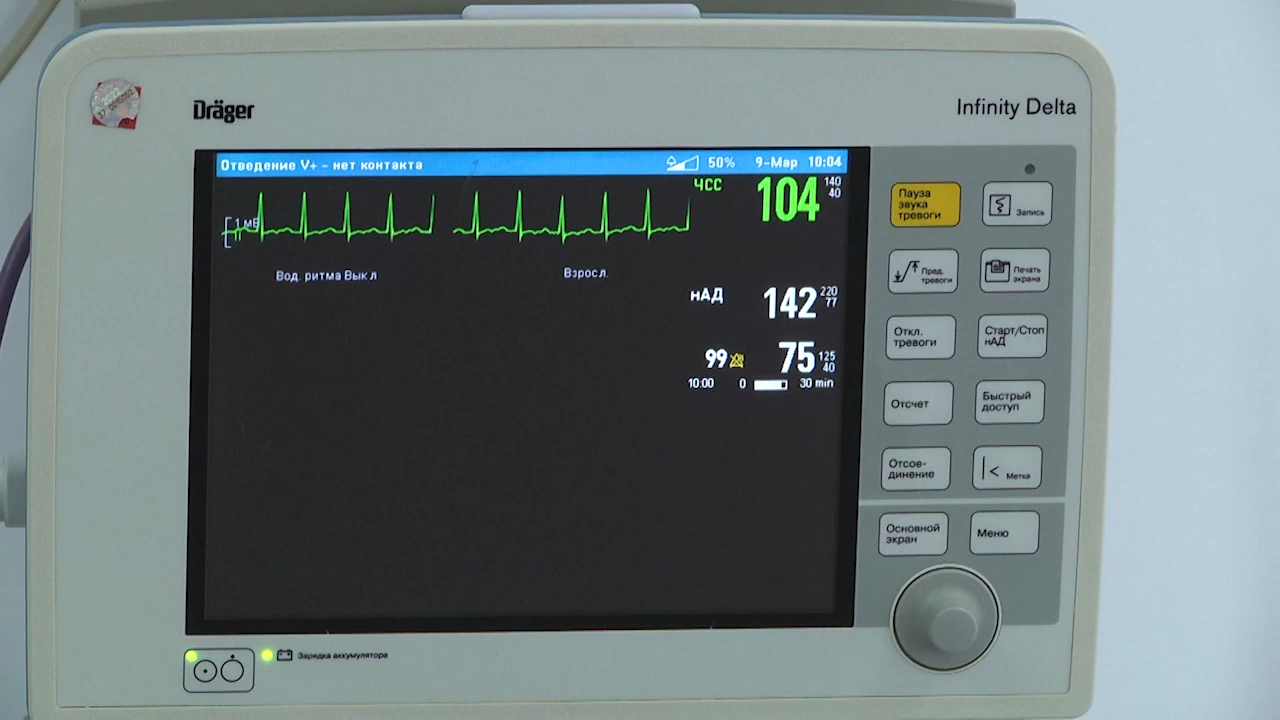 Dräger
Infinity Delta
Отведение V+ – нет контакта
50% 9-Мар 10:04
1 мВ
ЧСС 104 140
40
Вод. ритма Выкл
Взросл.
нАД 142 220
77
99 75 125
40
10:00 0 30 min
Пауза
звука
тревоги
Запись
Пред.
тревоги
Печать
экрана
Откл.
тревоги
Старт/Стоп
нАД
Отсчет
Быстрый
доступ
Отсое-
динение
Метка
Основной
экран
Меню
Зарядка аккумулятора